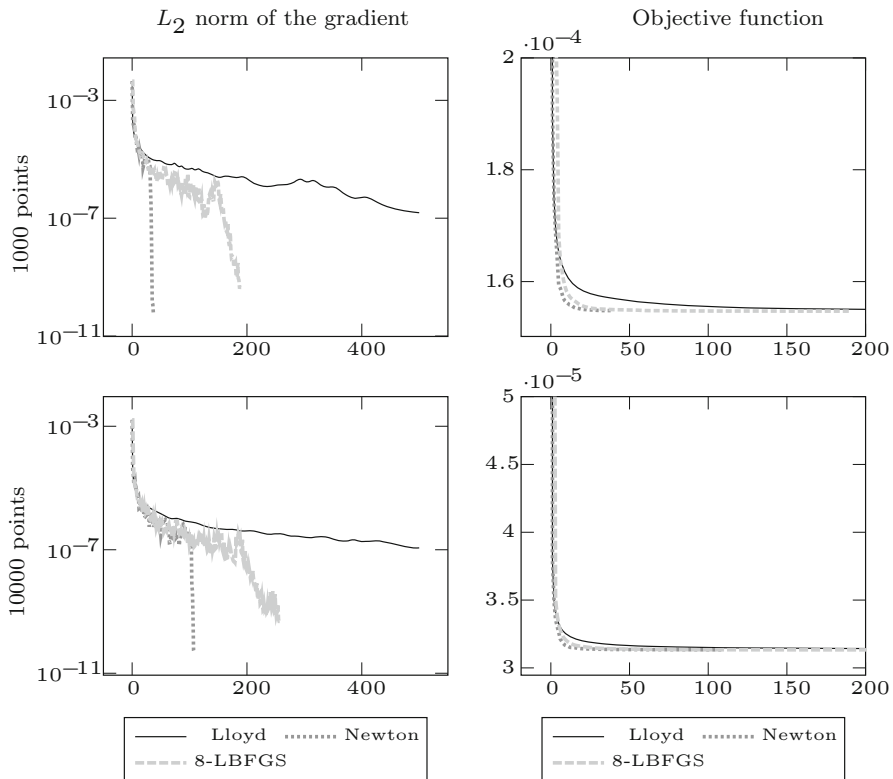 L₂ norm of the gradient
Objective function
1000 points
10⁻³
10⁻⁷
10⁻¹¹
0 200 400
·10⁻⁴
2
1.8
1.6
0 50 100 150 200
10000 points
10⁻³
10⁻⁷
10⁻¹¹
0 200 400
·10⁻⁵
5
4.5
3.5
3
0 50 100 150 200
Lloyd Newton
8-LBFGS
Lloyd Newton
8-LBFGS